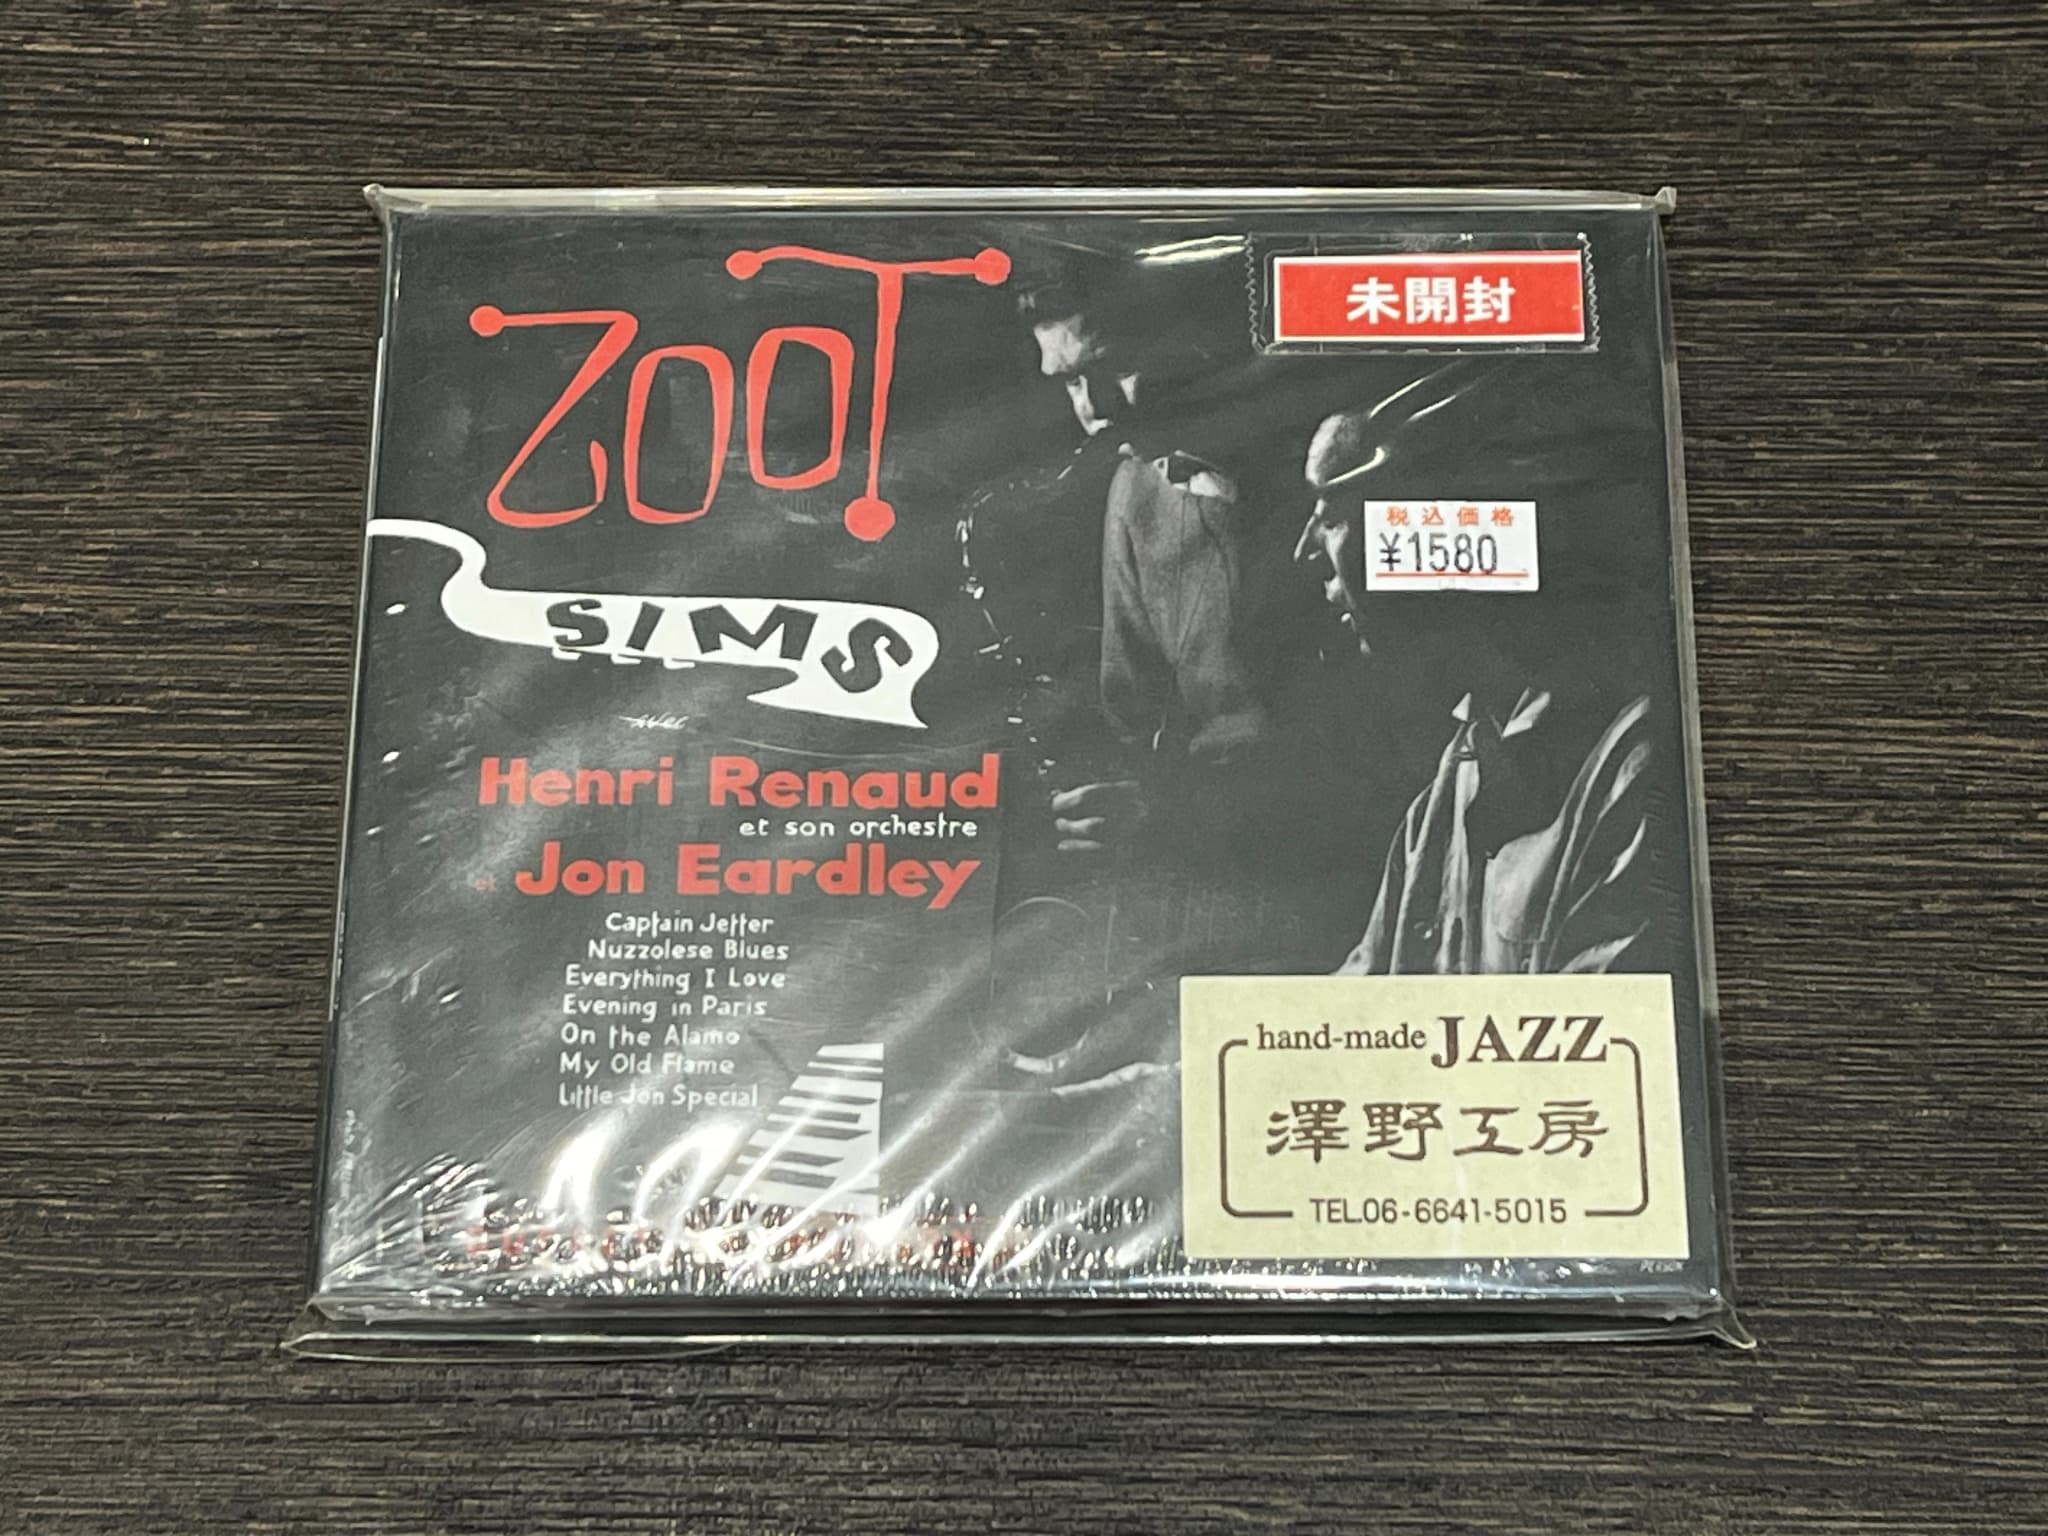 ZOOT
未開封
税込価格
¥1580
SIMS
avec
Henri Renaud
et son orchestre
et Jon Eardley
Captain Jetter
Nuzzolese Blues
Everything I Love
Evening in Paris
On the Alamo
My Old Flame
Little Jon Special
hand-made JAZZ
澤野工房
TEL.06-6641-5015